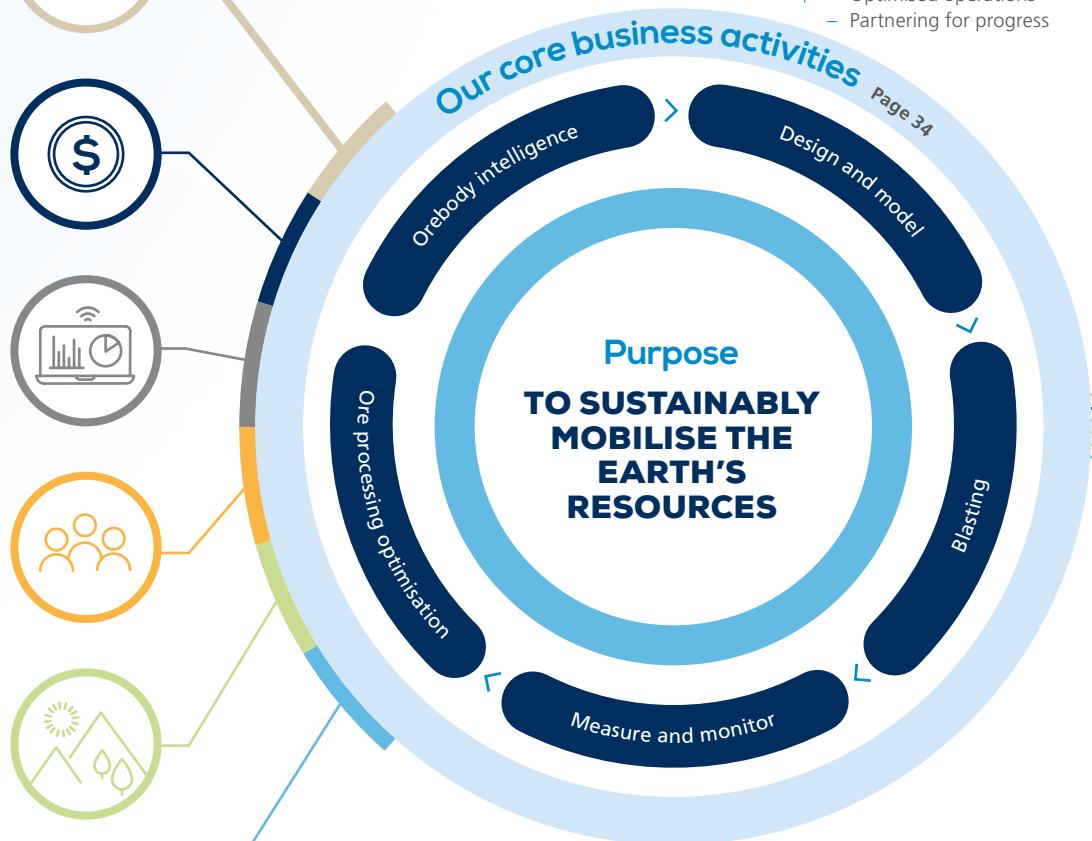 – Partnering for progress
Our core business activities
Page 34
Orebody intelligence
Design and model
Blasting
Measure and monitor
Ore processing optimisation
Purpose
TO SUSTAINABLY
MOBILISE THE
EARTH'S
RESOURCES
$